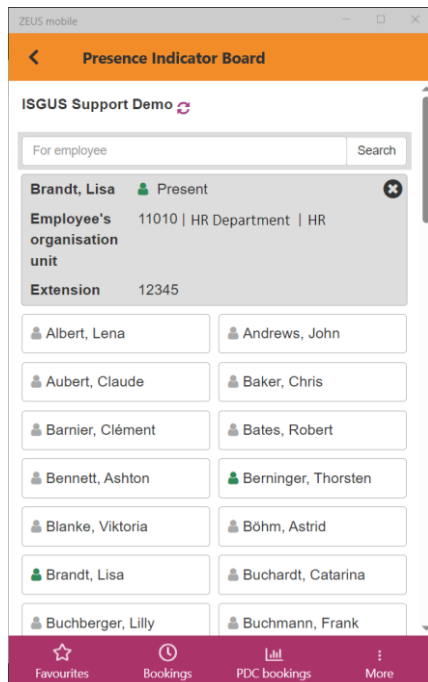 ZEUS mobile
Presence Indicator Board
ISGUS Support Demo
For employee Search
Brandt, Lisa Present
Employee's 11010 | HR Department | HR
organisation
unit
Extension 12345
Albert, Lena Andrews, John
Aubert, Claude Baker, Chris
Barnier, Clément Bates, Robert
Bennett, Ashton Berninger, Thorsten
Blanke, Viktoria Böhm, Astrid
Brandt, Lisa Buchardt, Catarina
Buchberger, Lilly Buchmann, Frank
Favourites Bookings PDC bookings More